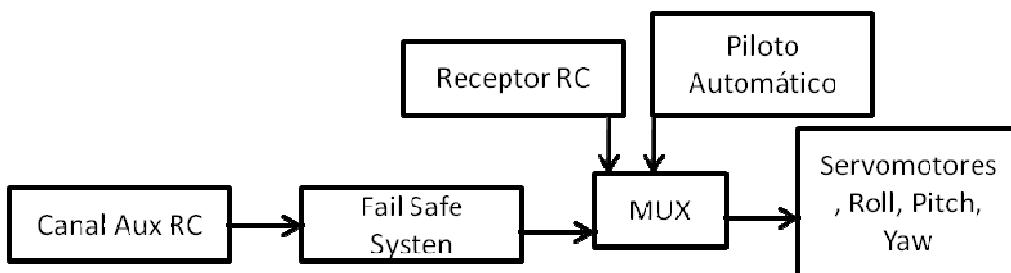 Receptor RC
Piloto
Automático
Canal Aux RC
Fail Safe
Systen
MUX
Servomotores
, Roll, Pitch,
Yaw